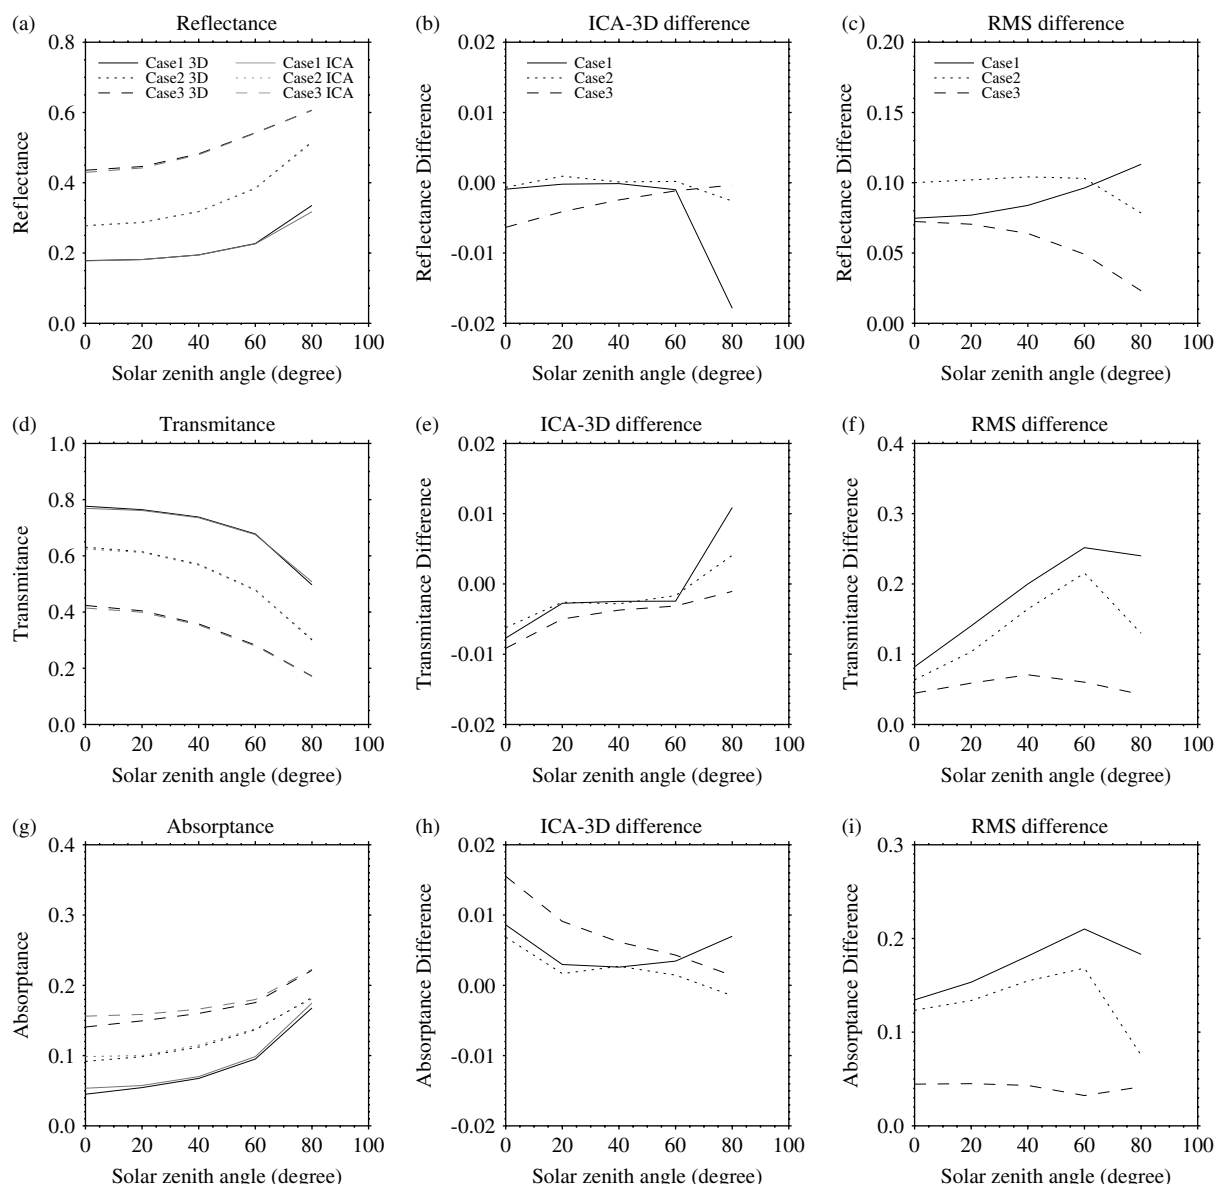 (a) Reflectance
0.8
0.6
0.4
0.2
0.0
Reflectance
Case1 3D
Case2 3D
Case3 3D
Case1 ICA
Case2 ICA
Case3 ICA
0 20 40 60 80 100
Solar zenith angle (degree)
(b) ICA-3D difference
0.02
0.01
0.00
-0.01
-0.02
Reflectance Difference
Case1
Case2
Case3
0 20 40 60 80 100
Solar zenith angle (degree)
(c) RMS difference
0.20
0.15
0.10
0.05
0.00
Reflectance Difference
Case1
Case2
Case3
0 20 40 60 80 100
Solar zenith angle (degree)
(d) Transmitance
1.0
0.8
0.6
0.4
0.2
0.0
Transmitance
0 20 40 60 80 100
Solar zenith angle (degree)
(e) ICA-3D difference
0.02
0.01
0.00
-0.01
-0.02
Transmitance Difference
0 20 40 60 80 100
Solar zenith angle (degree)
(f) RMS difference
0.4
0.3
0.2
0.1
0.0
Transmitance Difference
0 20 40 60 80 100
Solar zenith angle (degree)
(g) Absorptance
0.4
0.3
0.2
0.1
0.0
Absorptance
0 20 40 60 80 100
Solar zenith angle (degree)
(h) ICA-3D difference
0.02
0.01
0.00
-0.01
-0.02
Absorptance Difference
0 20 40 60 80 100
Solar zenith angle (degree)
(i) RMS difference
0.3
0.2
0.1
0.0
Absorptance Difference
0 20 40 60 80 100
Solar zenith angle (degree)